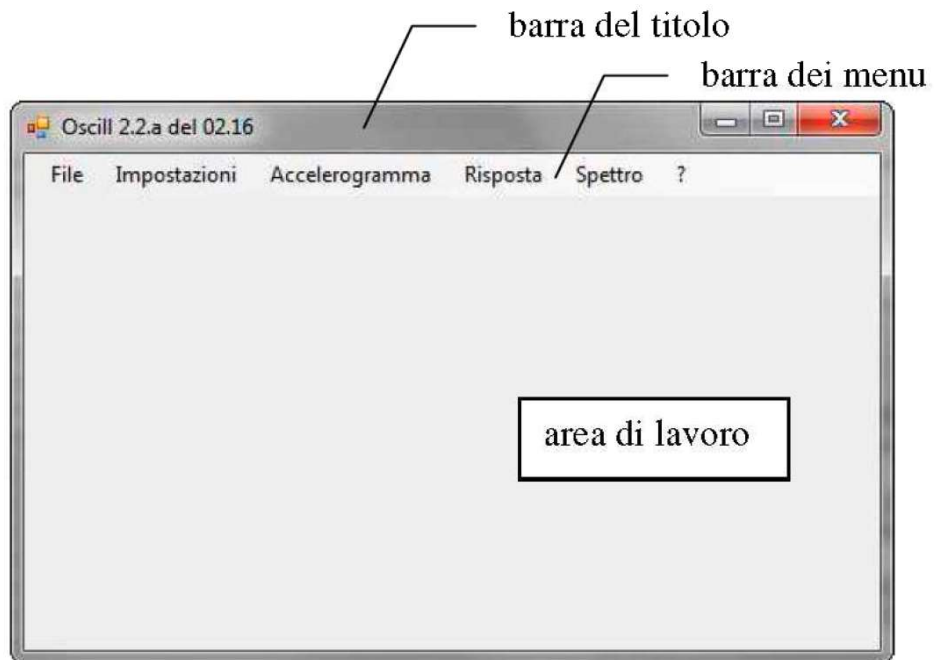 barra del titolo
barra dei menu
Oscill 2.2.a del 02.16
File Impostazioni Accelerogramma Risposta Spettro ?
area di lavoro